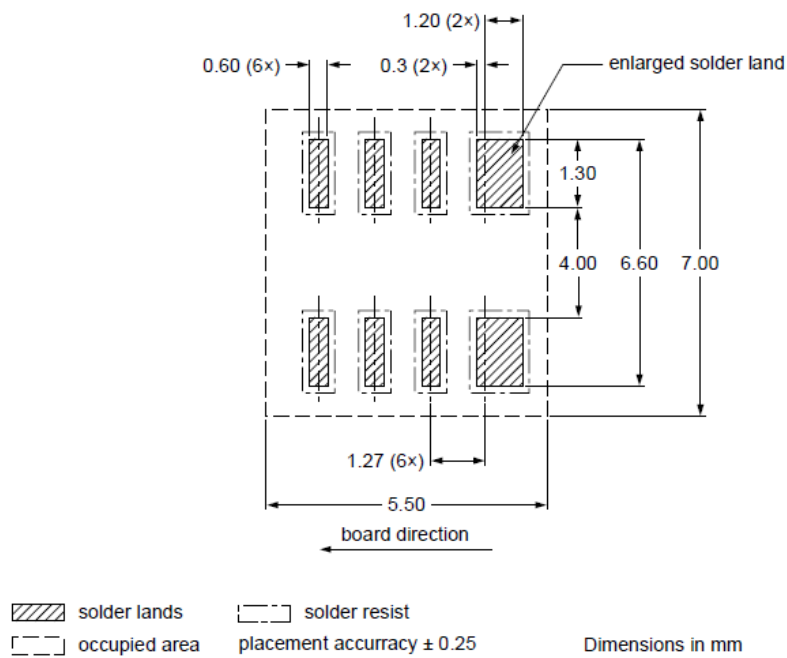 1.20 (2×)
0.60 (6×)
0.3 (2×)
enlarged solder land
1.30
4.00
6.60
7.00
1.27 (6×)
5.50
board direction
solder lands
solder resist
occupied area
placement accurracy ± 0.25
Dimensions in mm